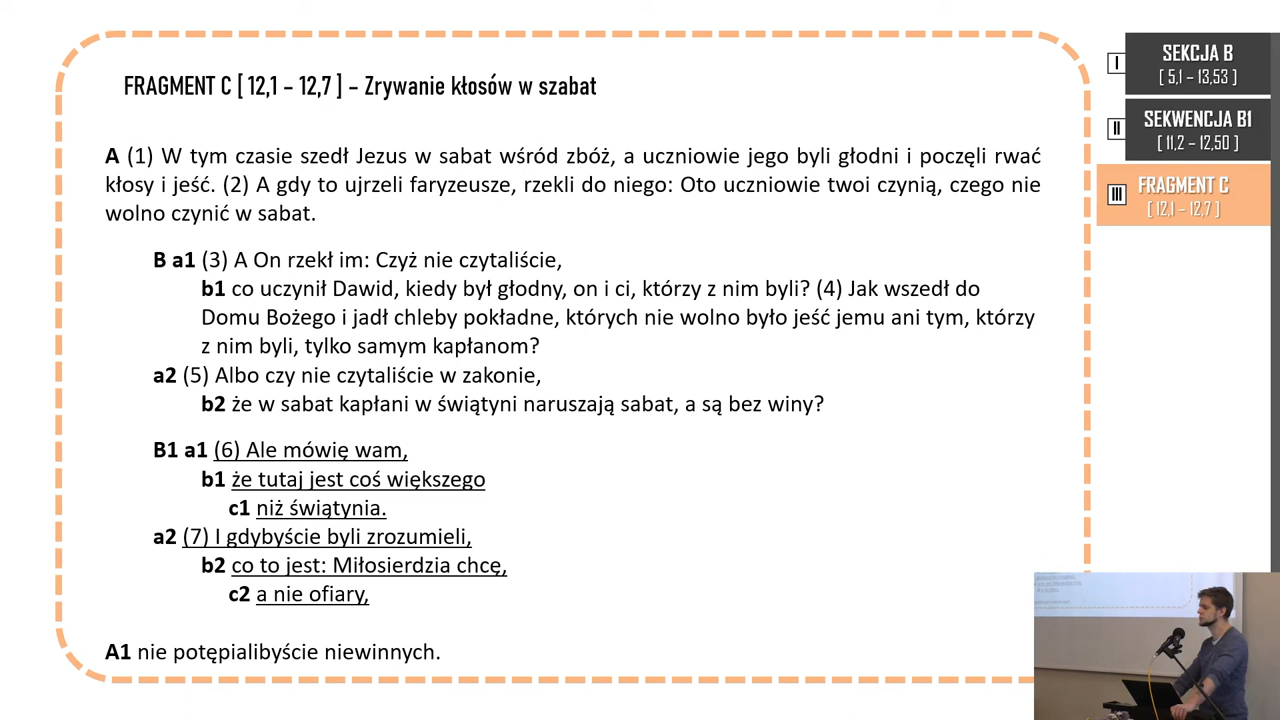 FRAGMENT C [ 12,1 – 12,7 ] – Zrywanie kłosów w szabat
A (1) W tym czasie szedł Jezus w sabat wśród zbóż, a uczniowie jego byli głodni i poczęli rwać
kłosy i jeść. (2) A gdy to ujrzeli faryzeusze, rzekli do niego: Oto uczniowie twoi czynią, czego nie
wolno czynić w sabat.
B a1 (3) A On rzekł im: Czyż nie czytaliście,
b1 co uczynił Dawid, kiedy był głodny, on i ci, którzy z nim byli? (4) Jak wszedł do
Domu Bożego i jadł chleby pokładne, których nie wolno było jeść jemu ani tym, którzy
z nim byli, tylko samym kapłanom?
a2 (5) Albo czy nie czytaliście w zakonie,
b2 że w sabat kapłani w świątyni naruszają sabat, a są bez winy?
B1 a1 (6) Ale mówię wam,
b1 że tutaj jest coś większego
c1 niż świątynia.
a2 (7) I gdybyście byli zrozumieli,
b2 co to jest: Miłosierdzia chcę,
c2 a nie ofiary,
A1 nie potępialibyście niewinnych.
I SEKCJA B
[ 5,1 – 13,53 ]
II SEKWENCJA B1
[ 11,2 – 12,50 ]
III FRAGMENT C
[ 12,1 – 12,7 ]